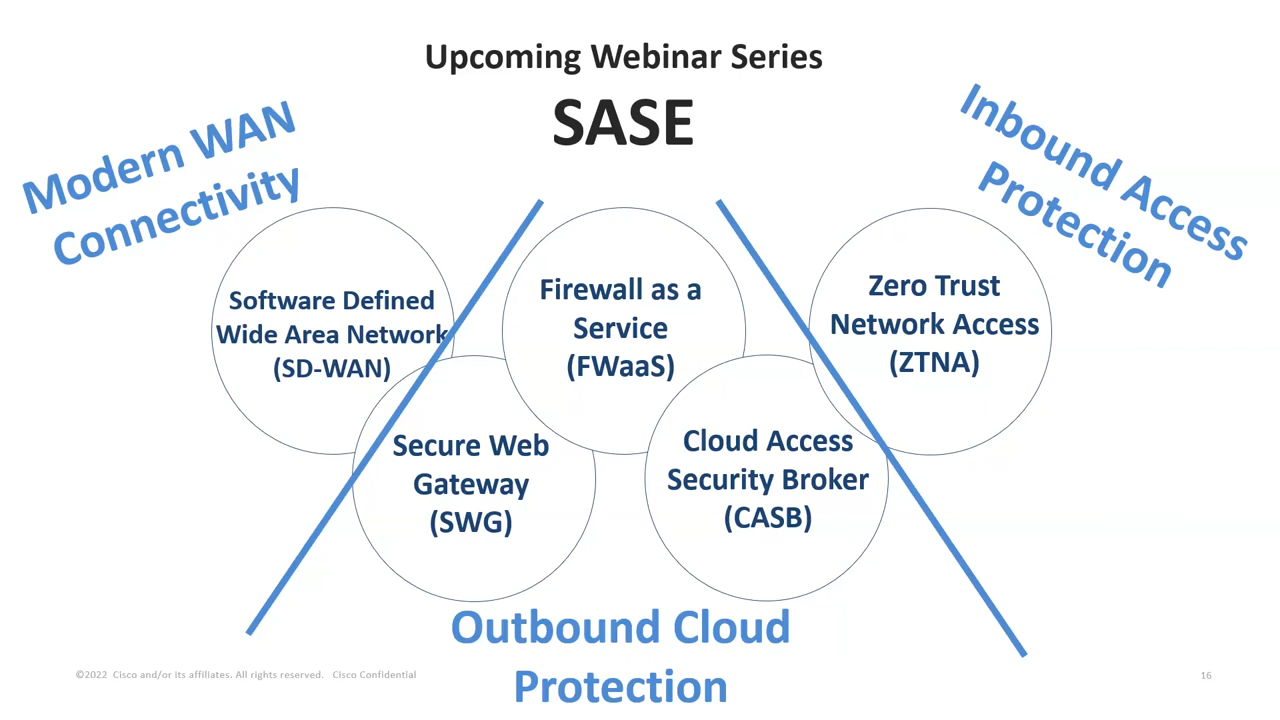 Upcoming Webinar Series
SASE
Modern WAN
Connectivity
Inbound Access
Protection
Software Defined
Wide Area Network
(SD-WAN)
Firewall as a
Service
(FWaaS)
Zero Trust
Network Access
(ZTNA)
Secure Web
Gateway
(SWG)
Cloud Access
Security Broker
(CASB)
Outbound Cloud
Protection
©2022 Cisco and/or its affiliates. All rights reserved. Cisco Confidential
16